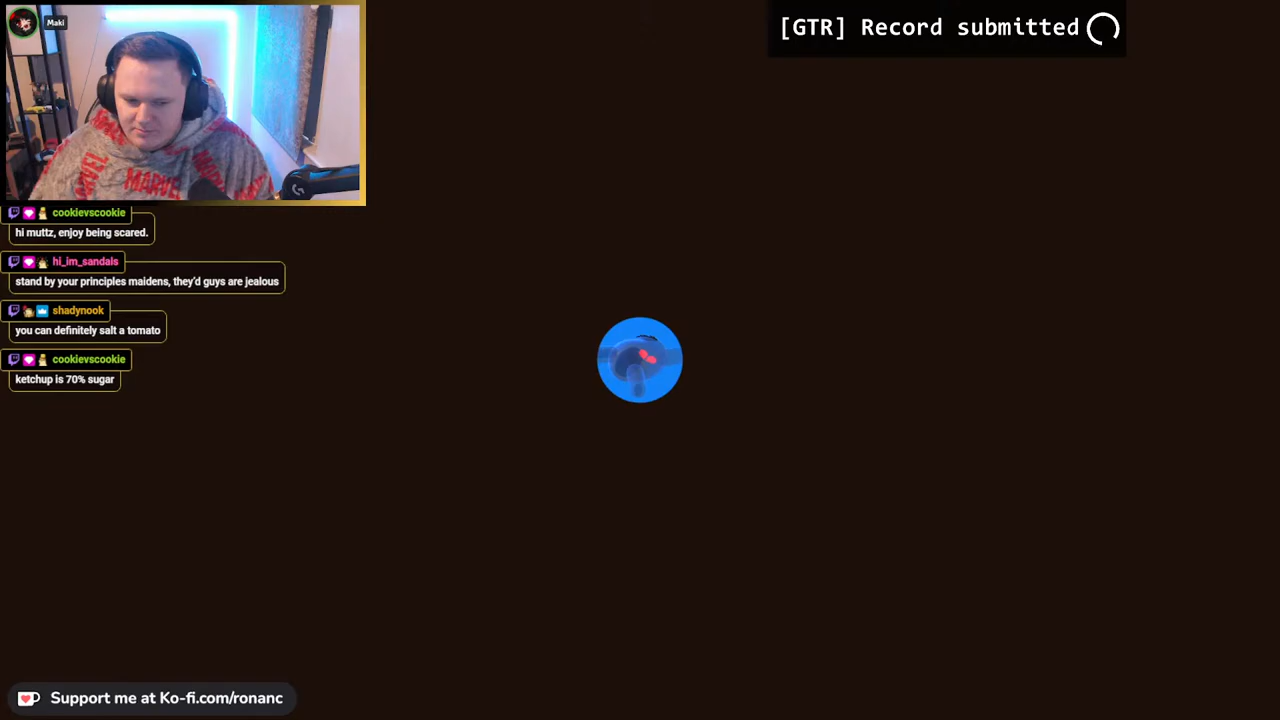 Maki
[GTR] Record submitted
MARVEL
MARVEL
cookievscookie
hi muttz, enjoy being scared.
hi_im_sandals
stand by your principles maidens, they'd guys are jealous
shadynook
you can definitely salt a tomato
cookievscookie
ketchup is 70% sugar
Support me at Ko-fi.com/ronanc